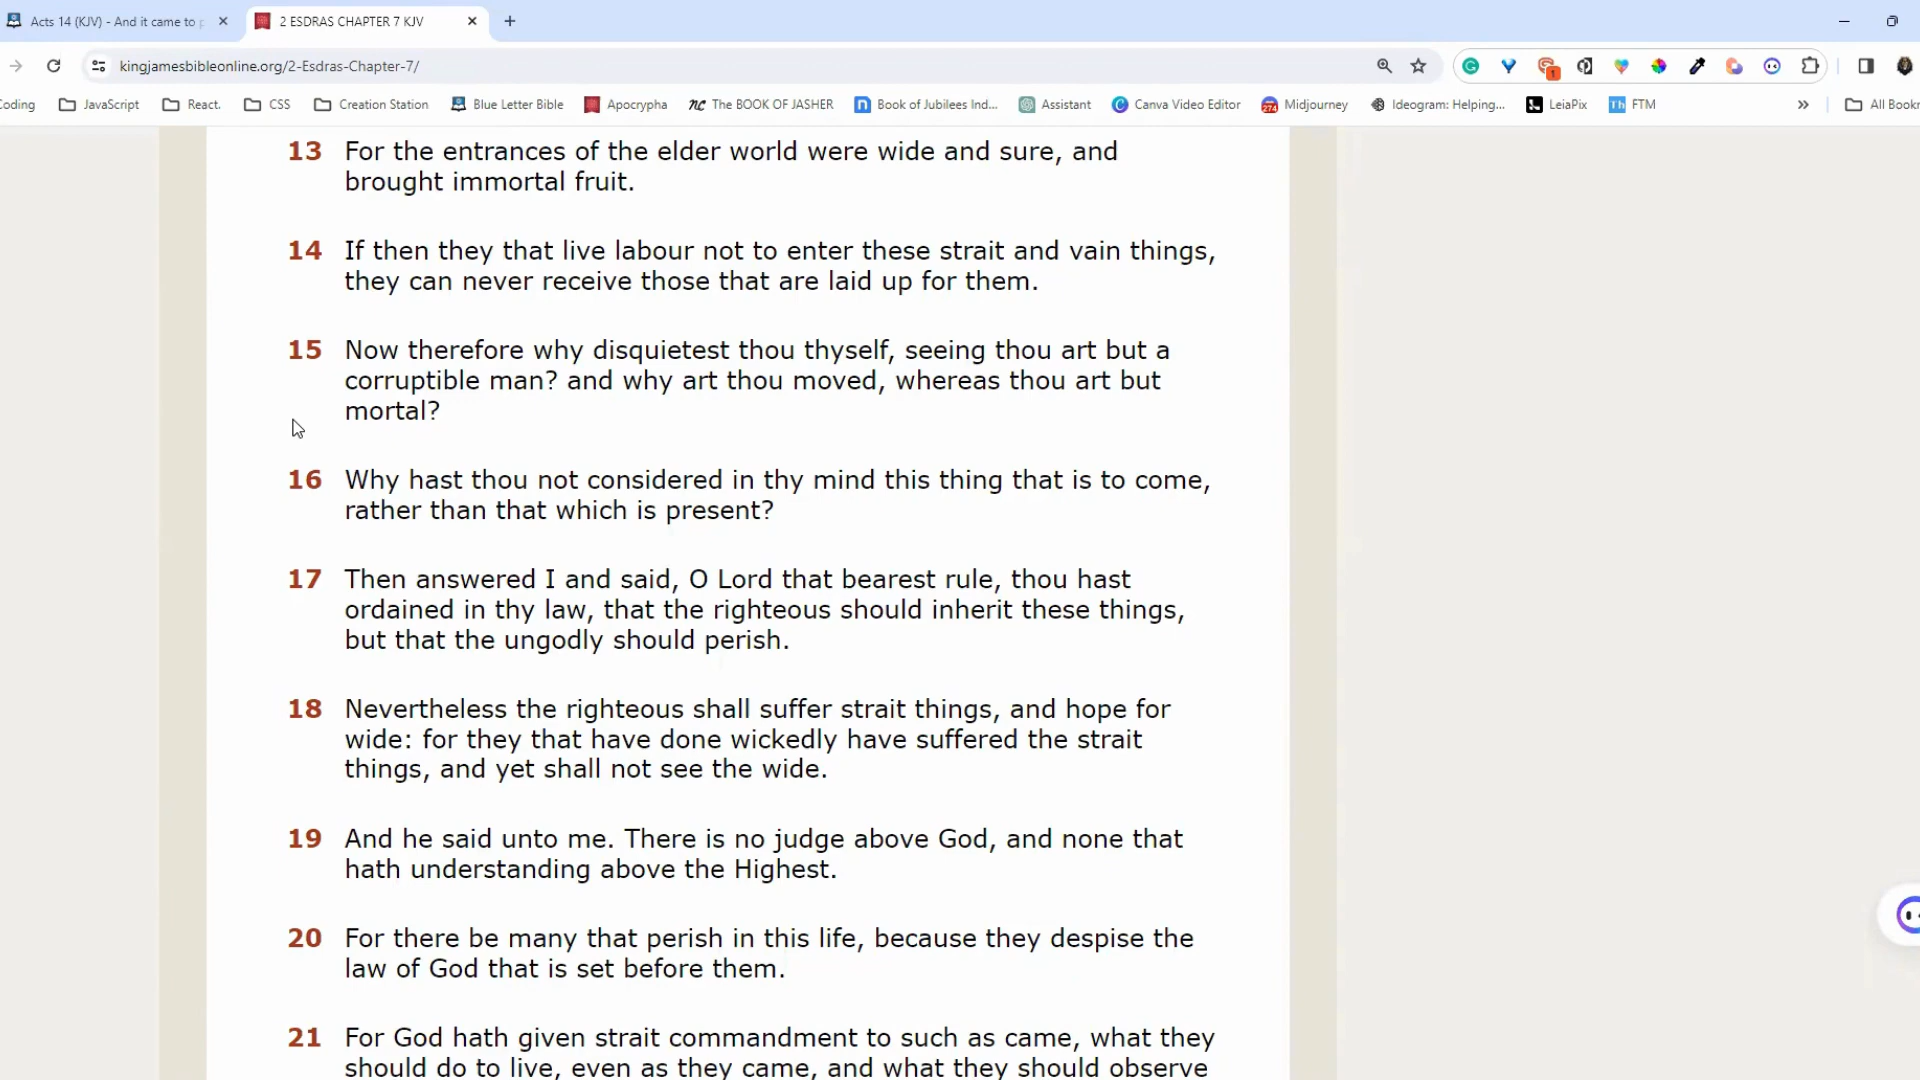 Acts 14 (KJV) - And it came to p
2 ESDRAS CHAPTER 7 KJV
kingjamesbibleonline.org/2-Esdras-Chapter-7/
1
Coding
JavaScript
React.
CSS
Creation Station
Blue Letter Bible
Apocrypha
The BOOK OF JASHER
Book of Jubilees Ind...
Assistant
Canva Video Editor
274
Midjourney
Ideogram: Helping...
LeiaPix
Th
FTM
»
All Bookr
13 For the entrances of the elder world were wide and sure, and
brought immortal fruit.
14 If then they that live labour not to enter these strait and vain things,
they can never receive those that are laid up for them.
15 Now therefore why disquietest thou thyself, seeing thou art but a
corruptible man? and why art thou moved, whereas thou art but
mortal?
16 Why hast thou not considered in thy mind this thing that is to come,
rather than that which is present?
17 Then answered I and said, O Lord that bearest rule, thou hast
ordained in thy law, that the righteous should inherit these things,
but that the ungodly should perish.
18 Nevertheless the righteous shall suffer strait things, and hope for
wide: for they that have done wickedly have suffered the strait
things, and yet shall not see the wide.
19 And he said unto me. There is no judge above God, and none that
hath understanding above the Highest.
20 For there be many that perish in this life, because they despise the
law of God that is set before them.
21 For God hath given strait commandment to such as came, what they
should do to live, even as they came, and what they should observe